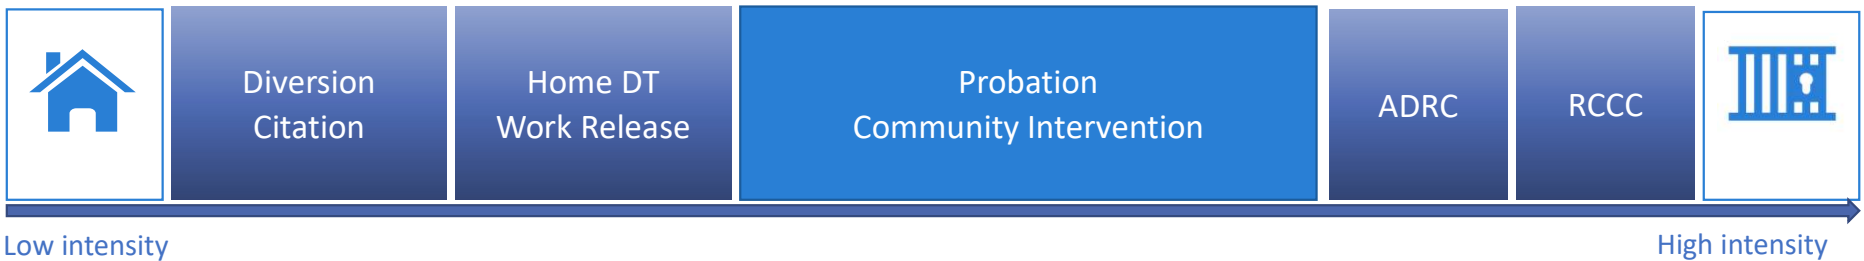 Diversion
Citation
Home DT
Work Release
Probation
Community Intervention
ADRC
RCCC
Low intensity
High intensity